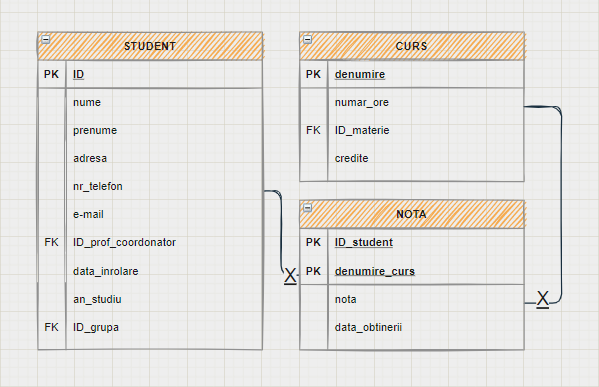 STUDENT
PK ID
nume
prenume
adresa
nr_telefon
e-mail
FK ID_prof_coordonator
data_inrolare
an_studiu
FK ID_grupa
CURS
PK denumire
numar_ore
FK ID_materie
credite
NOTA
PK ID_student
PK denumire_curs
nota
data_obtinerii
X
X